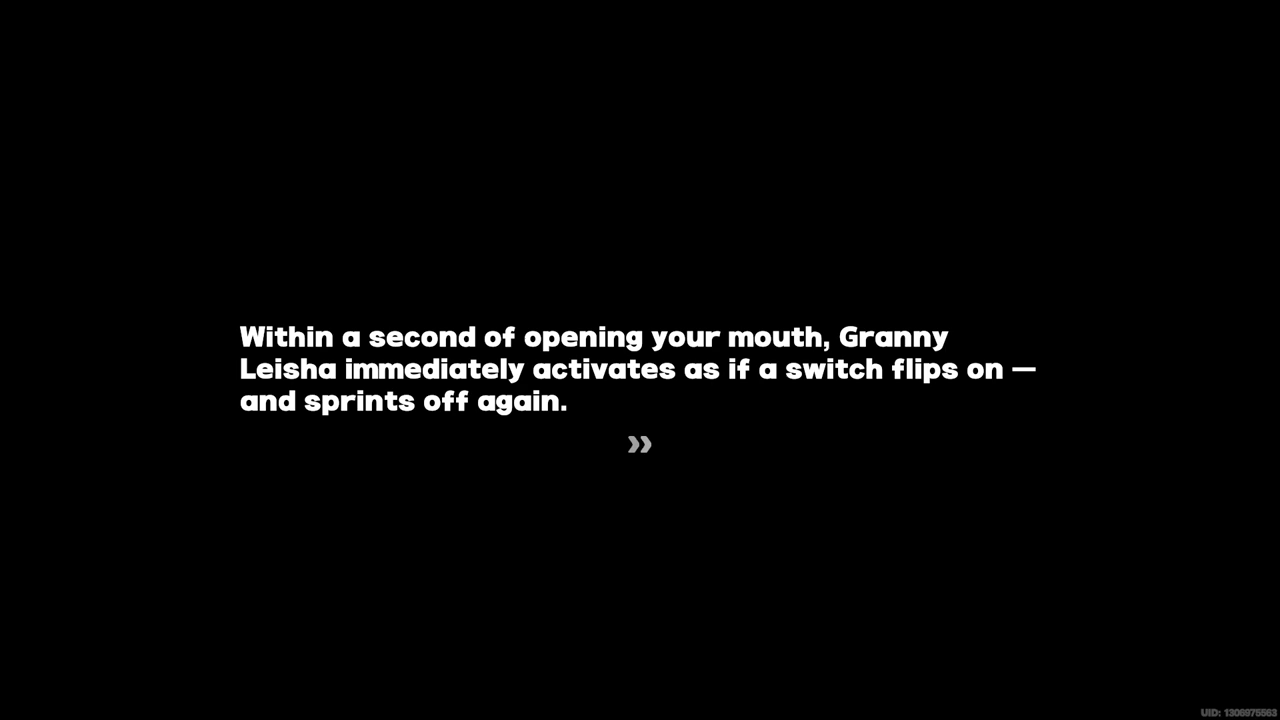 Within a second of opening your mouth, Granny
Leisha immediately activates as if a switch flips on —
and sprints off again.
»
UID: 1306975563